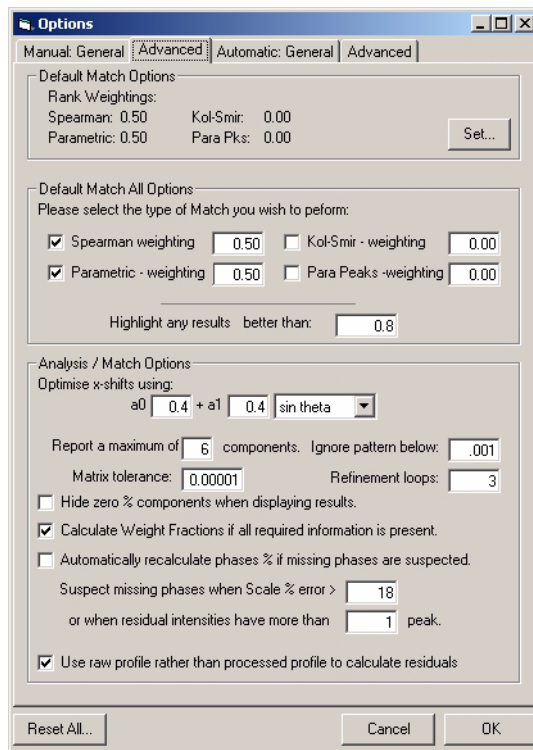 Options
Manual: General Advanced Automatic: General Advanced
Default Match Options
Rank Weightings:
Spearman: 0.50 Kol-Smir: 0.00
Parametric: 0.50 Para Pks: 0.00
Set...
Default Match All Options
Please select the type of Match you wish to peform:
Spearman weighting 0.50 Kol-Smir - weighting 0.00
Parametric - weighting 0.50 Para Peaks -weighting 0.00
Highlight any results better than: 0.8
Analysis / Match Options
Optimise x-shifts using:
a0 0.4 + a1 0.4 sin theta
Report a maximum of 6 components. Ignore pattern below: .001
Matrix tolerance: 0.00001 Refinement loops: 3
Hide zero % components when displaying results.
Calculate Weight Fractions if all required information is present.
Automatically recalculate phases % if missing phases are suspected.
Suspect missing phases when Scale % error > 18
or when residual intensities have more than 1 peak.
Use raw profile rather than processed profile to calculate residuals
Reset All... Cancel OK